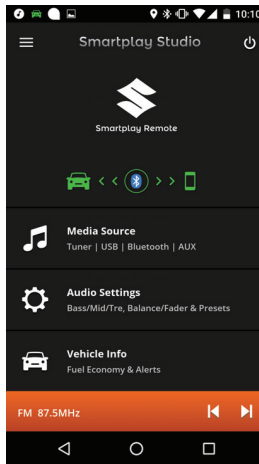 10:10
Smartplay Studio
Smartplay Remote
< < > >
Media Source
Tuner | USB | Bluetooth | AUX
Audio Settings
Bass/Mid/Tre, Balance/Fader & Presets
Vehicle Info
Fuel Economy & Alerts
FM 87.5MHz